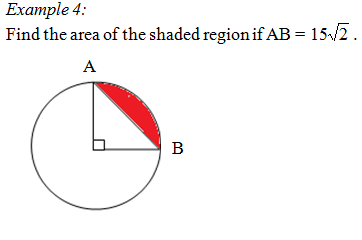 Example 4:
Find the area of the shaded region if AB = 15√2 .
A
B